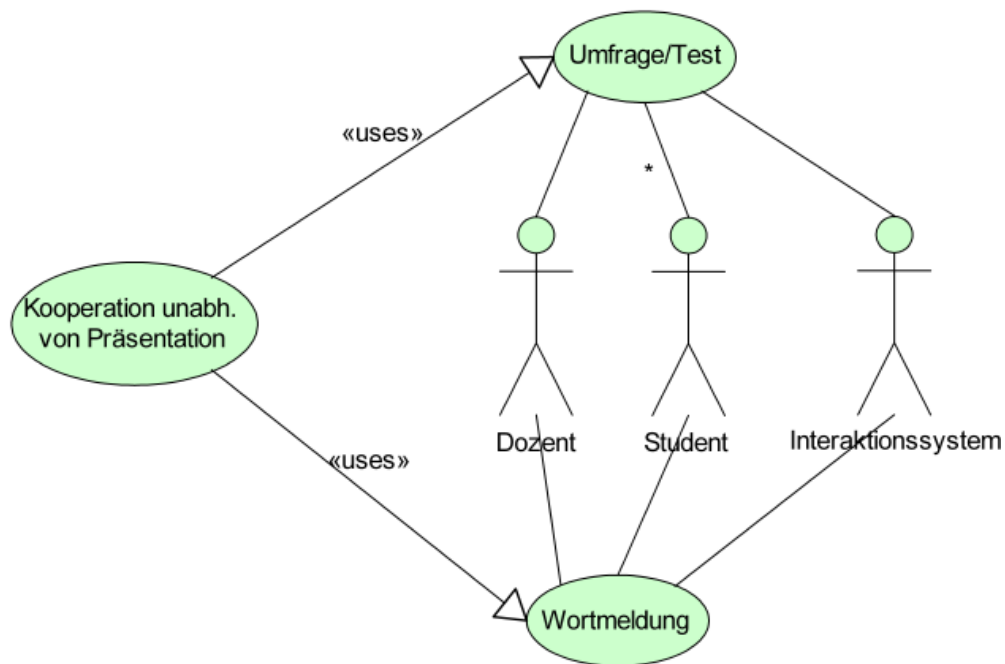 Umfrage/Test
«uses»
*
Kooperation unabh.
von Präsentation
Dozent
Student
Interaktionssystem
«uses»
Wortmeldung